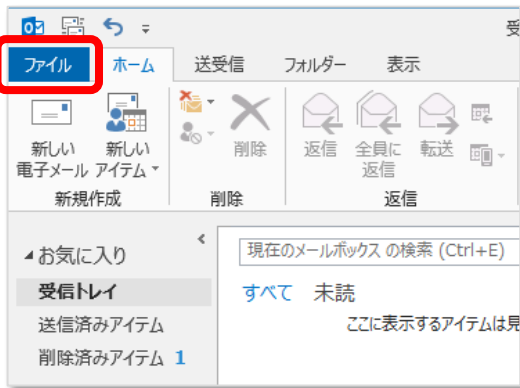 受
ファイル ホーム 送受信 フォルダー 表示
新しい 新しい 削除 返信 全員に 転送
電子メール アイテム 返信
新規作成 削除 返信
お気に入り
現在のメールボックス の検索 (Ctrl+E)
受信トレイ
すべて 未読
送信済みアイテム
ここに表示するアイテムは見
削除済みアイテム 1